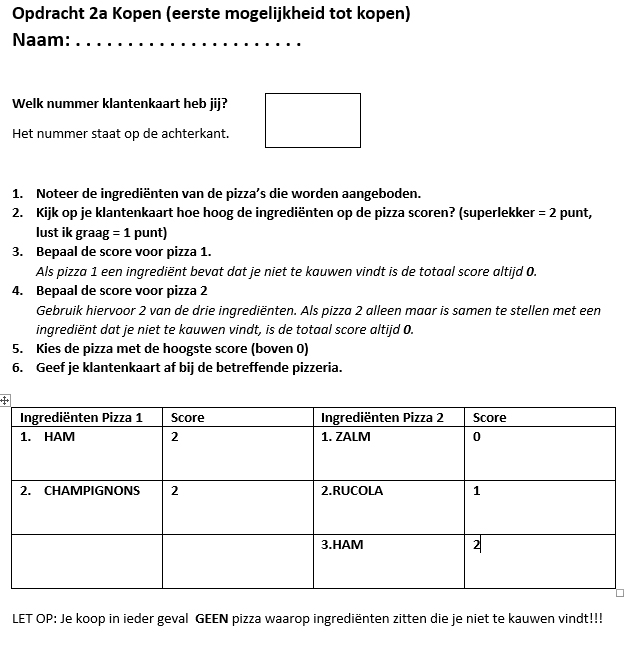 Opdracht 2a Kopen (eerste mogelijkheid tot kopen)
Naam: . . . . . . . . . . . . . . . . . . . . . .
Welk nummer klantenkaart heb jij?
Het nummer staat op de achterkant.
1. Noteer de ingrediënten van de pizza’s die worden aangeboden.
2. Kijk op je klantenkaart hoe hoog de ingrediënten op de pizza scoren? (superlekker = 2 punt,
lust ik graag = 1 punt)
3. Bepaal de score voor pizza 1.
Als pizza 1 een ingrediënt bevat dat je niet te kauwen vindt is de totaal score altijd 0.
4. Bepaal de score voor pizza 2
Gebruik hiervoor 2 van de drie ingrediënten. Als pizza 2 alleen maar is samen te stellen met een
ingrediënt dat je niet te kauwen vindt, is de totaal score altijd 0.
5. Kies de pizza met de hoogste score (boven 0)
6. Geef je klantenkaart af bij de betreffende pizzeria.
Ingrediënten Pizza 1 Score Ingrediënten Pizza 2 Score
1. HAM 2 1. ZALM 0
2. CHAMPIGNONS 2 2.RUCOLA 1
3.HAM 2
LET OP: Je koop in ieder geval GEEN pizza waarop ingrediënten zitten die je niet te kauwen vindt!!!